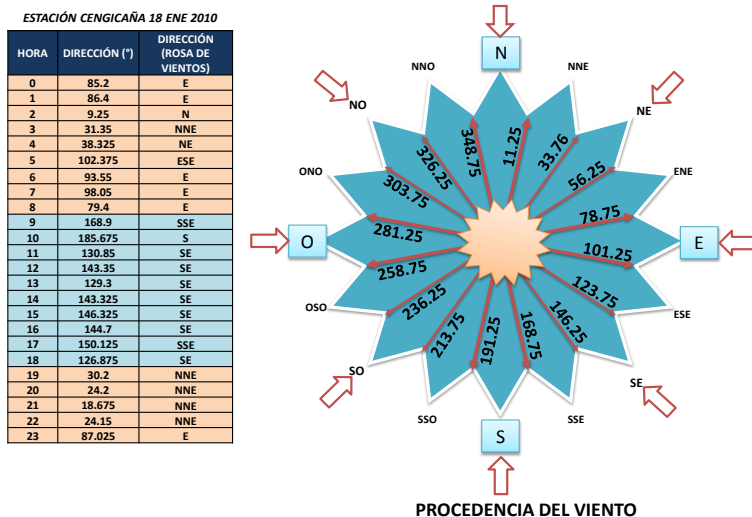 ESTACIÓN CENGICAÑA 18 ENE 2010
HORA DIRECCIÓN (°) DIRECCIÓN (ROSA DE VIENTOS)
0 85.2 E
1 86.4 E
2 9.25 N
3 31.35 NNE
4 38.325 NE
5 102.375 ESE
6 93.55 E
7 98.05 E
8 79.4 E
9 168.9 SSE
10 185.675 S
11 130.85 SE
12 143.35 SE
13 129.3 SE
14 143.325 SE
15 146.325 SE
16 144.7 SE
17 150.125 SSE
18 126.875 SE
19 30.2 NNE
20 24.2 NNE
21 18.675 NNE
22 24.15 NNE
23 87.025 E
N
NNE
NE
ENE
E
ESE
SE
SSE
S
SSO
SO
OSO
O
ONO
NO
NNO
11.25
33.76
56.25
78.75
101.25
123.75
146.25
168.75
191.25
213.75
236.25
258.75
281.25
303.75
326.25
348.75
PROCEDENCIA DEL VIENTO